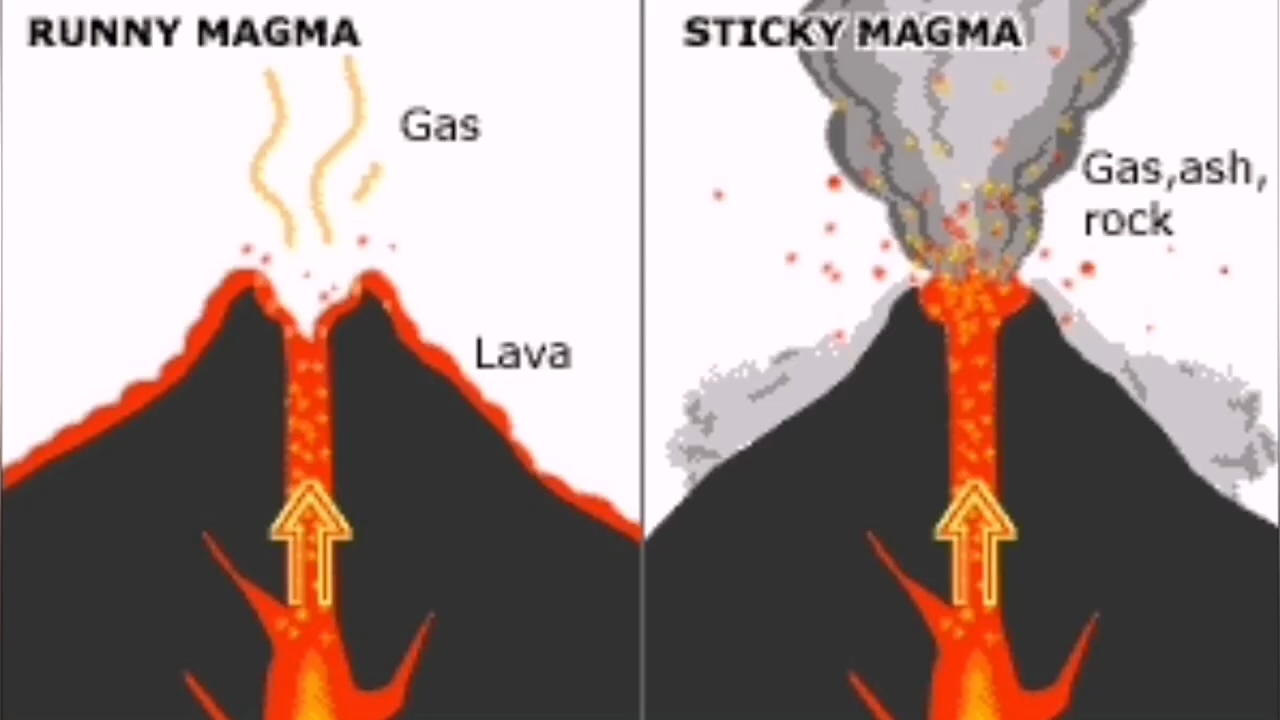 RUNNY MAGMA
Gas
Lava
STICKY MAGMA
Gas,ash,
rock